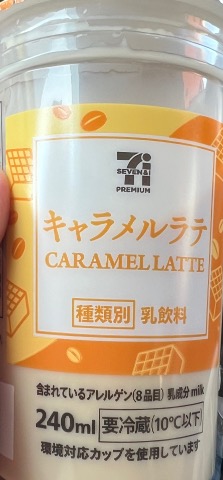 7i
SEVEN&i
PREMIUM
キャラメルラテ
CARAMEL LATTE
種類別 乳飲料
含まれているアレルゲン(8品目) 乳成分 milk
240ml 要冷蔵(10℃以下)
環境対応カップを使用しています